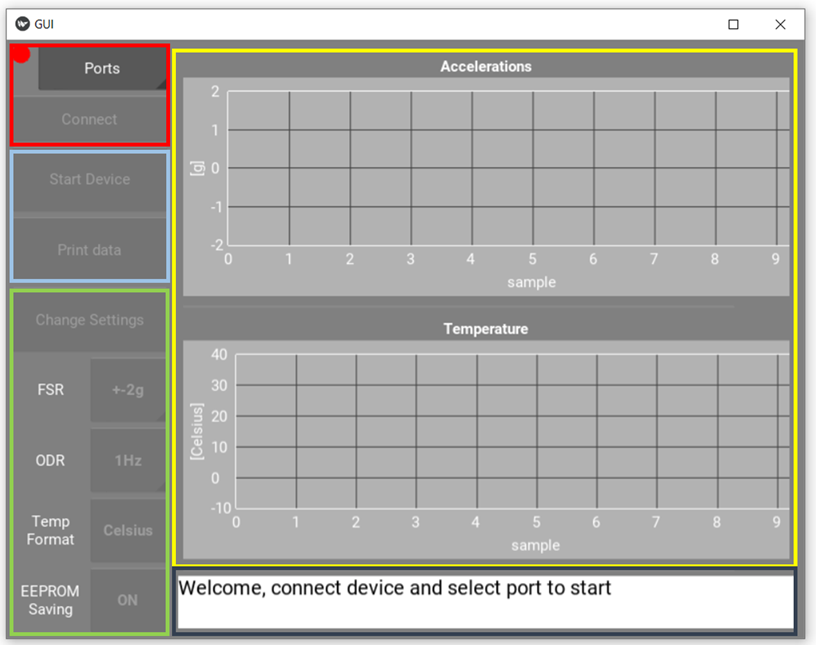 GUI
Ports
Connect
Start Device
Print data
Change Settings
FSR
+-2g
ODR
1Hz
Temp
Format
Celsius
EEPROM
Saving
ON
Accelerations
[g]
2
1
0
-1
-2
0 1 2 3 4 5 6 7 8 9
sample
Temperature
[Celsius]
40
30
20
10
0
-10
0 1 2 3 4 5 6 7 8 9
sample
Welcome, connect device and select port to start